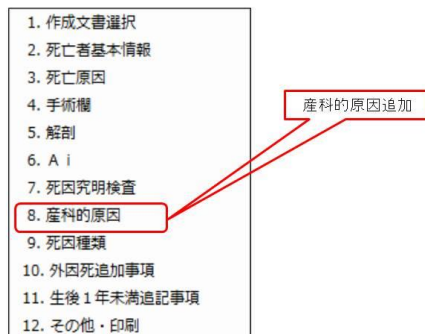 1. 作成文書選択
2. 死亡者基本情報
3. 死亡原因
4. 手術欄
5. 解剖
6. Ａｉ
7. 死因究明検査
8. 産科的原因
9. 死因種類
10. 外因死追加事項
11. 生後１年未満追記事項
12. その他・印刷
産科的原因追加